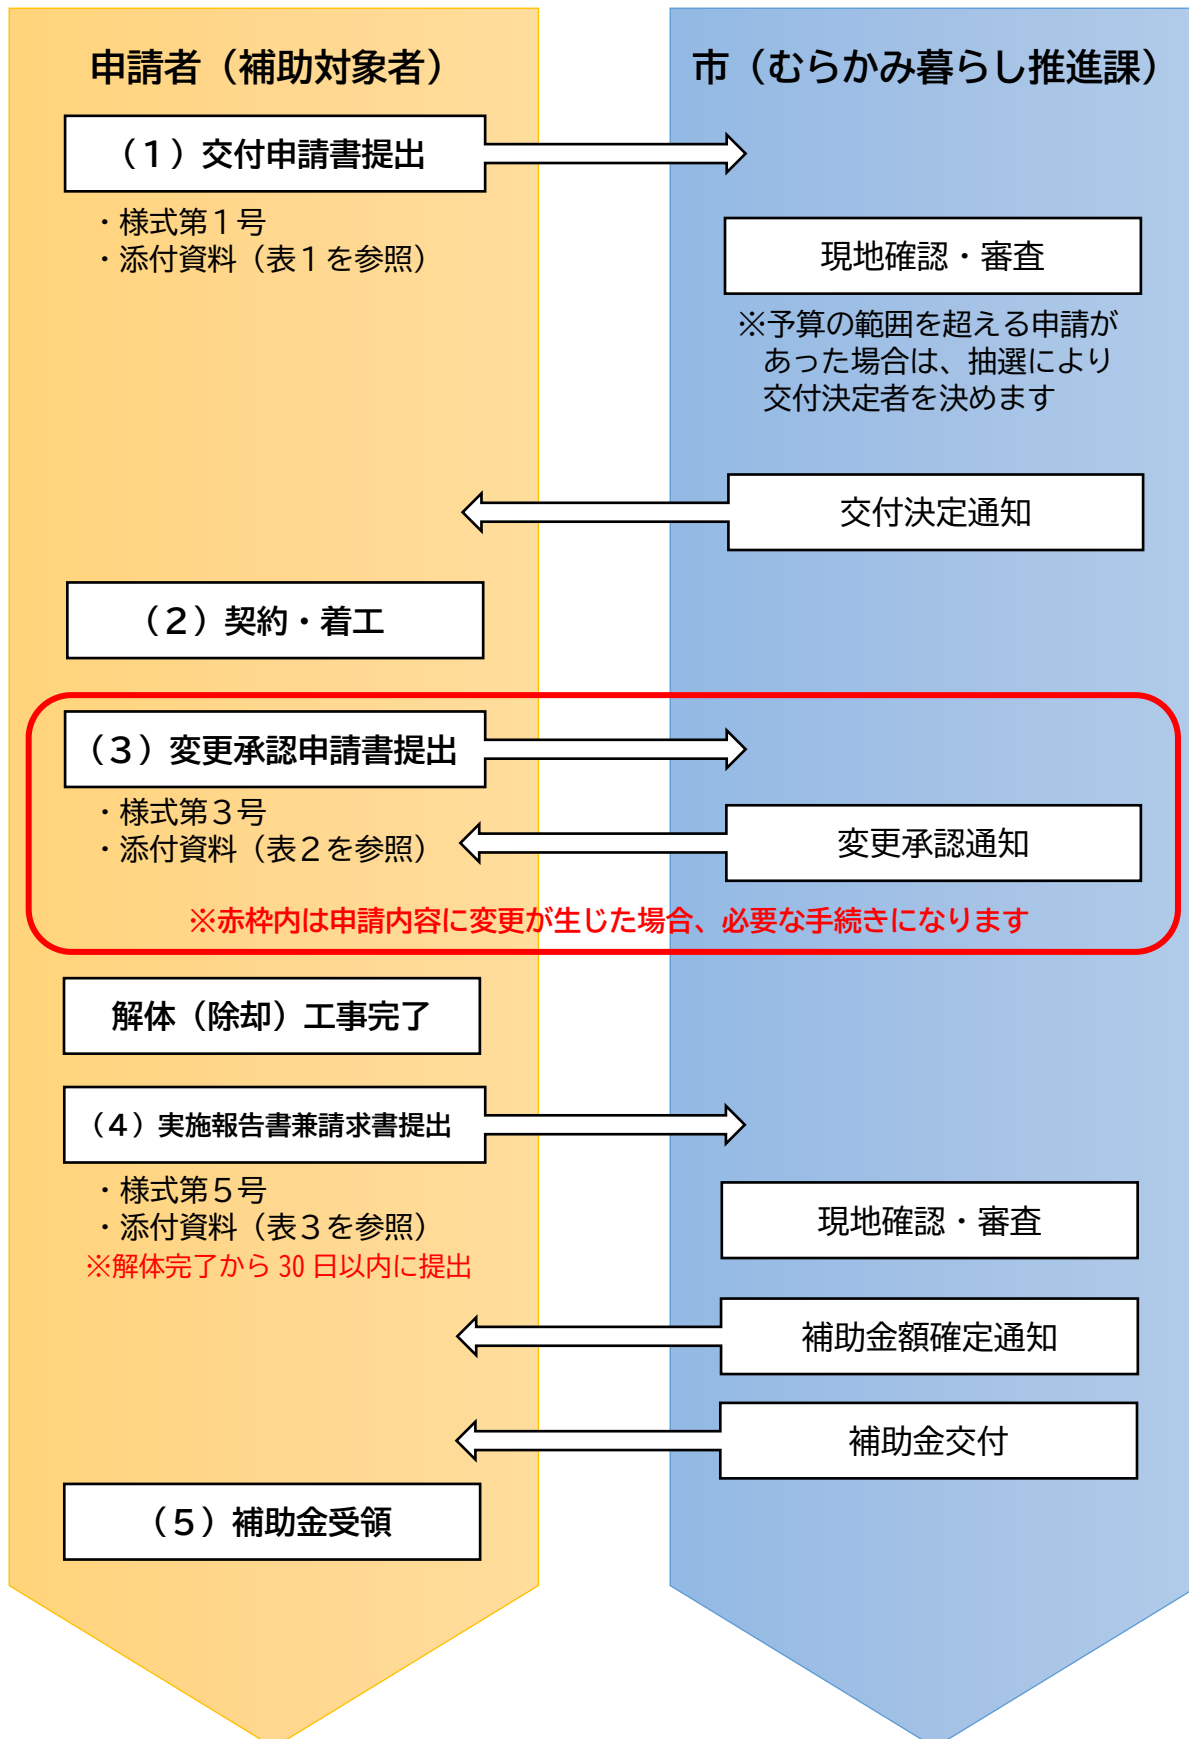 申請者（補助対象者）
市（むらかみ暮らし推進課）
（１）交付申請書提出
・様式第１号
・添付資料（表１を参照）
現地確認・審査
※予算の範囲を超える申請が
あった場合は、抽選により
交付決定者を決めます
交付決定通知
（２）契約・着工
（３）変更承認申請書提出
・様式第３号
・添付資料（表２を参照）
変更承認通知
※赤枠内は申請内容に変更が生じた場合、必要な手続きになります
解体（除却）工事完了
（４）実施報告書兼請求書提出
・様式第５号
・添付資料（表３を参照）
※解体完了から 30 日以内に提出
現地確認・審査
補助金額確定通知
補助金交付
（５）補助金受領